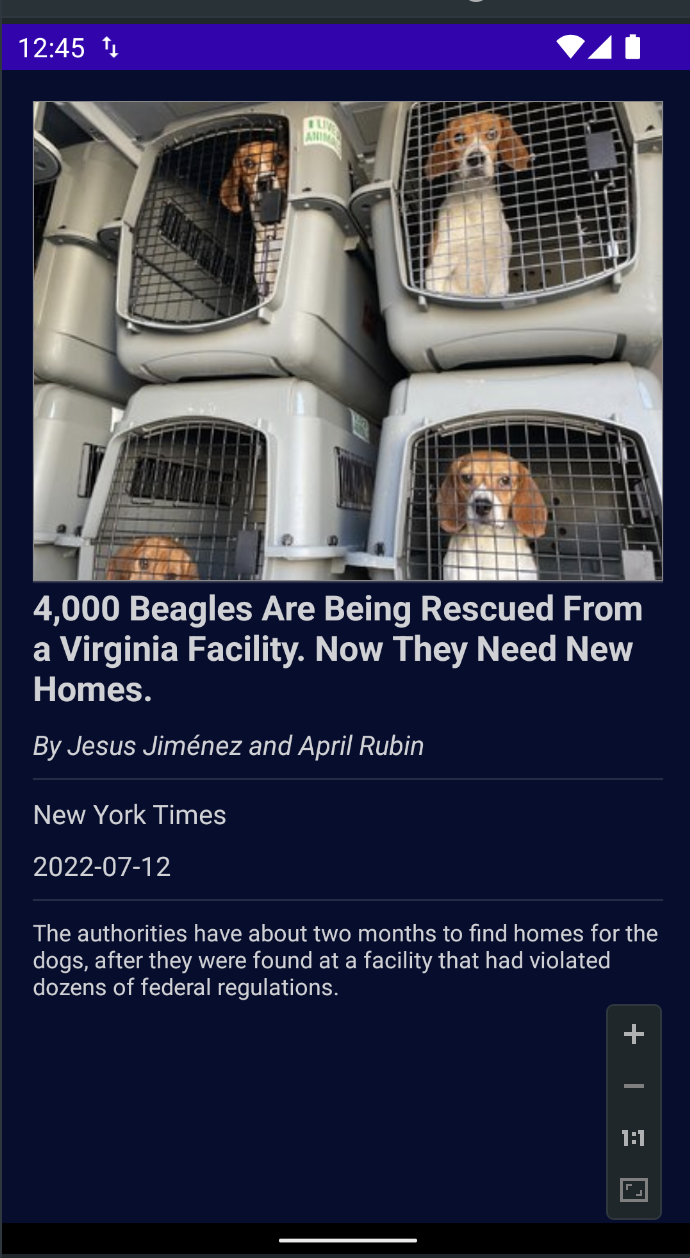 12:45
LIVE
ANIMAL
4,000 Beagles Are Being Rescued From
a Virginia Facility. Now They Need New
Homes.
By Jesus Jiménez and April Rubin
New York Times
2022-07-12
The authorities have about two months to find homes for the
dogs, after they were found at a facility that had violated
dozens of federal regulations.
1:1